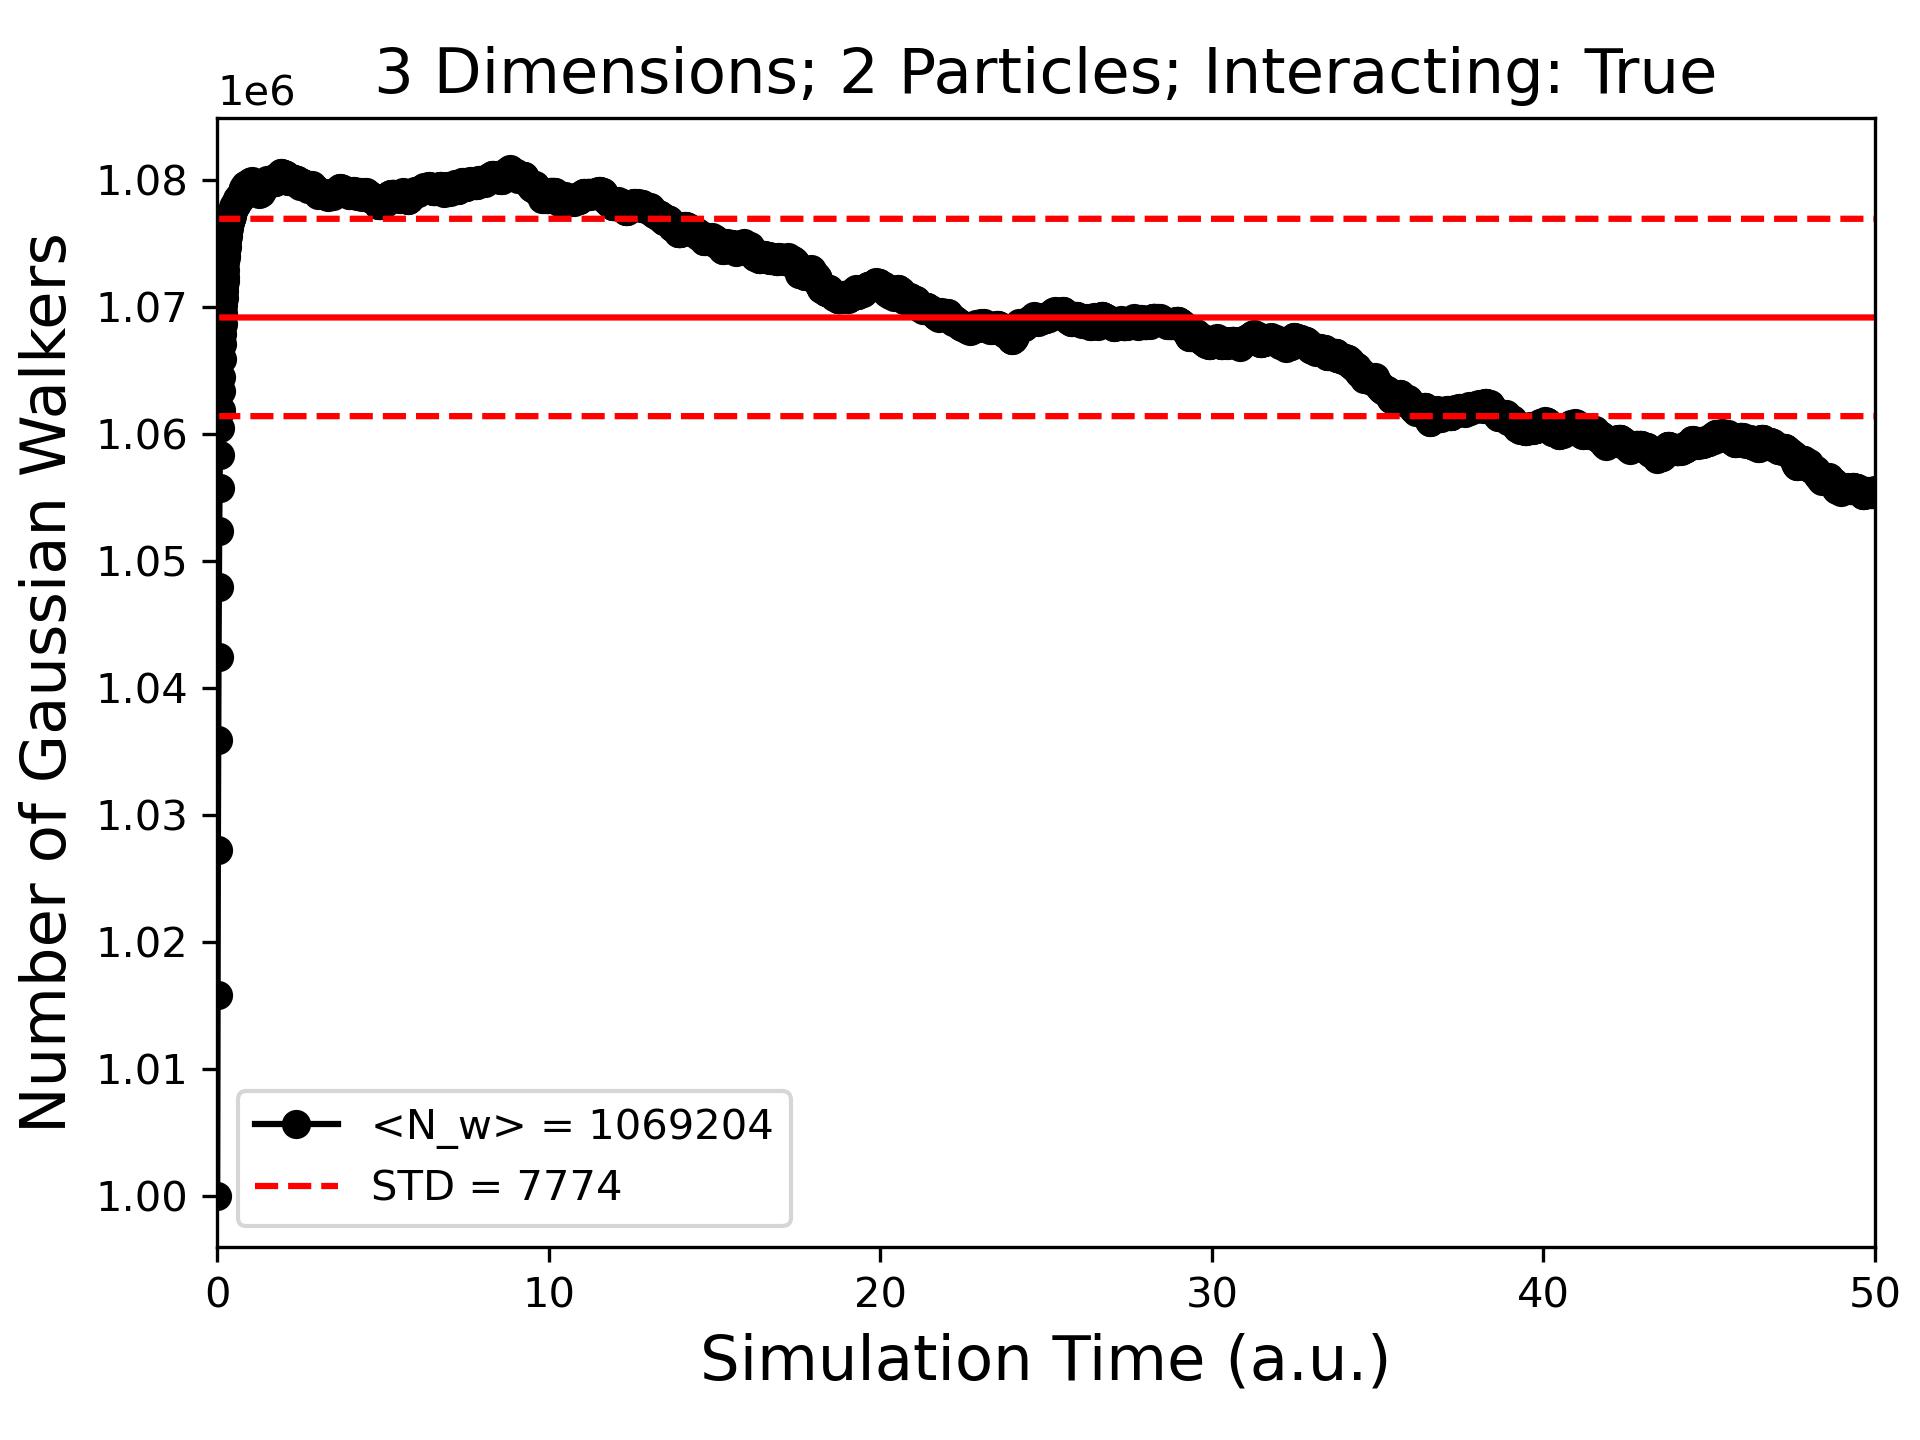 3 Dimensions; 2 Particles; Interacting: True
1e6
1.08
1.07
1.06
1.05
1.04
1.03
1.02
1.01
1.00
Number of Gaussian Walkers
<N_w> = 1069204
STD = 7774
0 10 20 30 40 50
Simulation Time (a.u.)